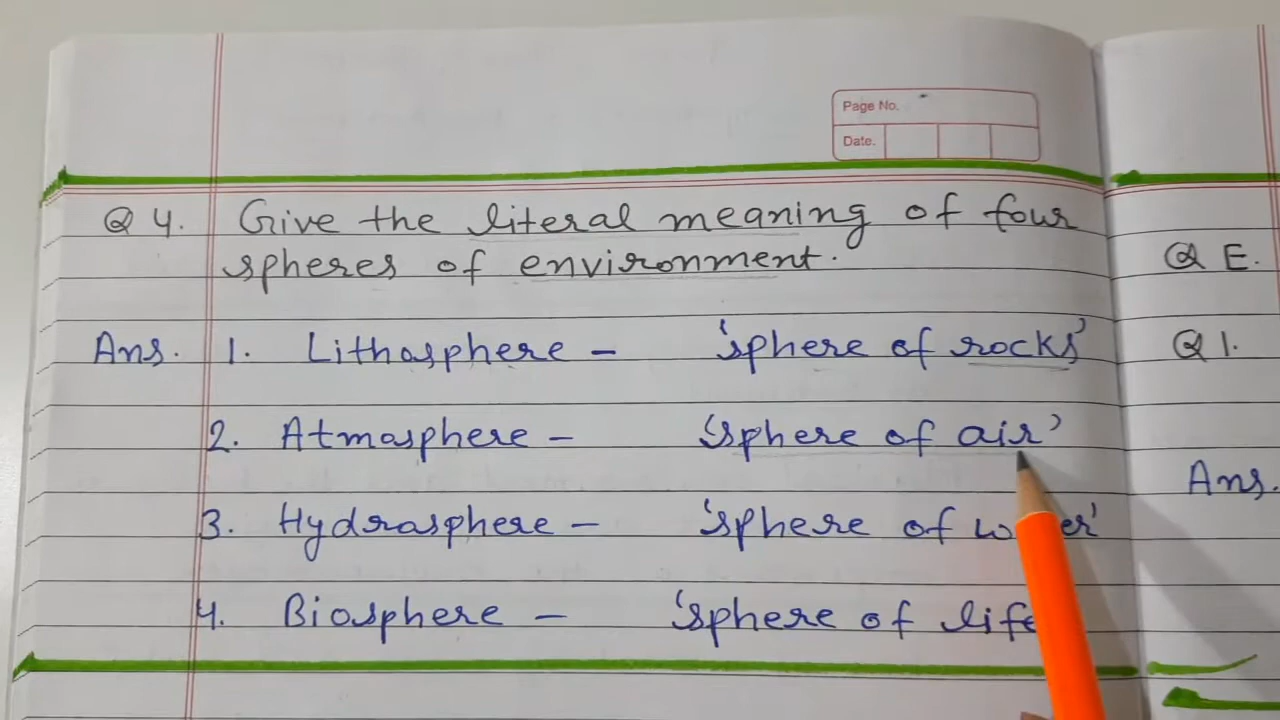 Page No.
Date.
Q 4. Give the literal meaning of four
spheres of environment.
Ans. 1. Lithosphere – 'sphere of rocks'
2. Atmosphere – 'sphere of air'
3. Hydrosphere – 'sphere of
4. Biosphere – 'sphere of life
Q E.
Q 1.
Ans.